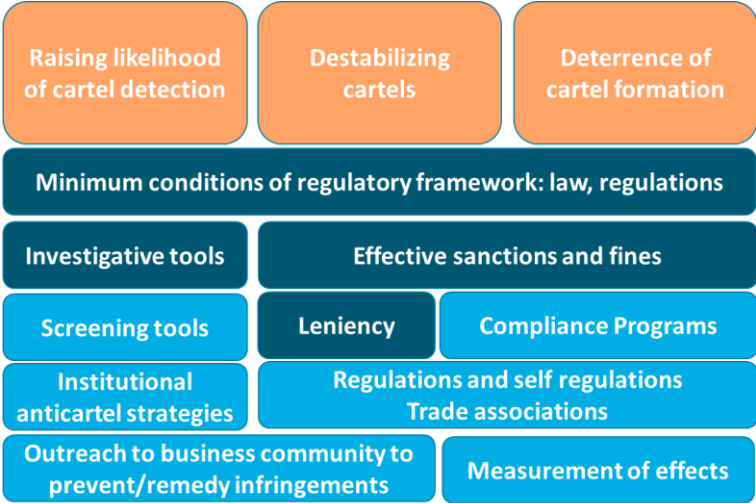 Raising likelihood
of cartel detection
Destabilizing
cartels
Deterrence of
cartel formation
Minimum conditions of regulatory framework: law, regulations
Investigative tools
Effective sanctions and fines
Screening tools
Leniency
Compliance Programs
Institutional
anticartel strategies
Regulations and self regulations
Trade associations
Outreach to business community to
prevent/remedy infringements
Measurement of effects